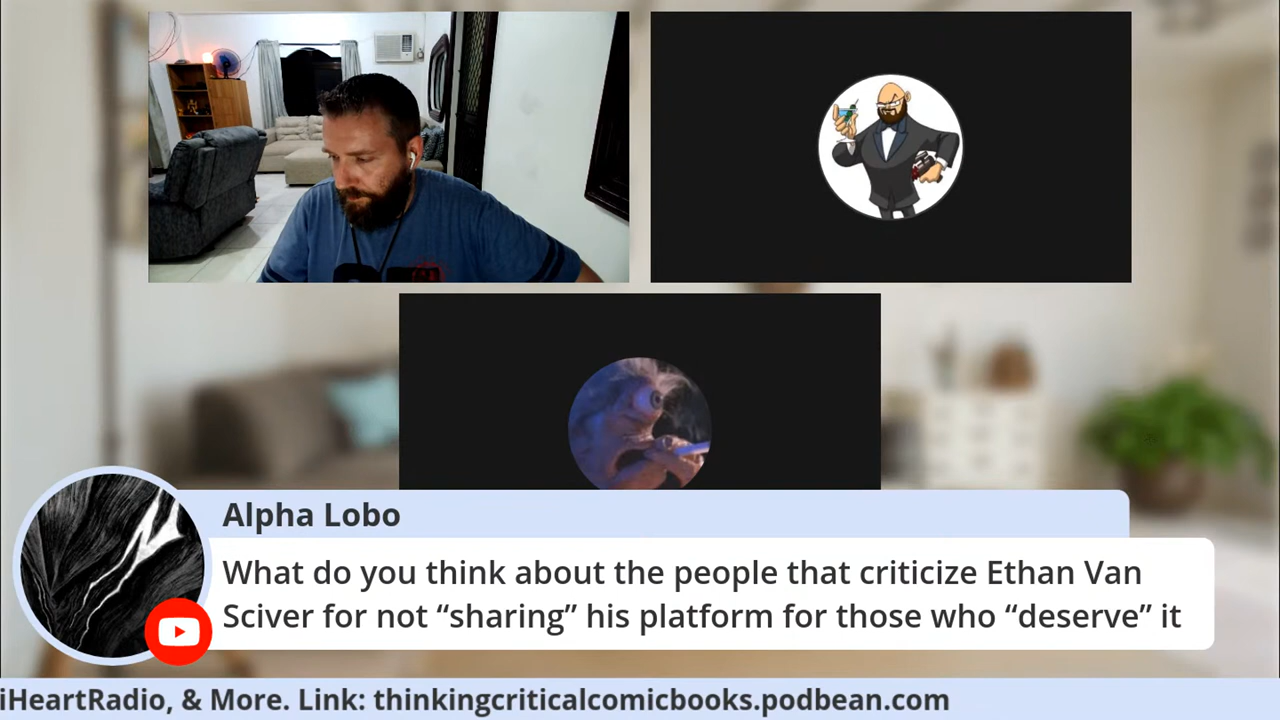 Alpha Lobo
What do you think about the people that criticize Ethan Van
Sciver for not “sharing” his platform for those who “deserve” it
iHeartRadio, & More. Link: thinkingcriticalcomicbooks.podbean.com